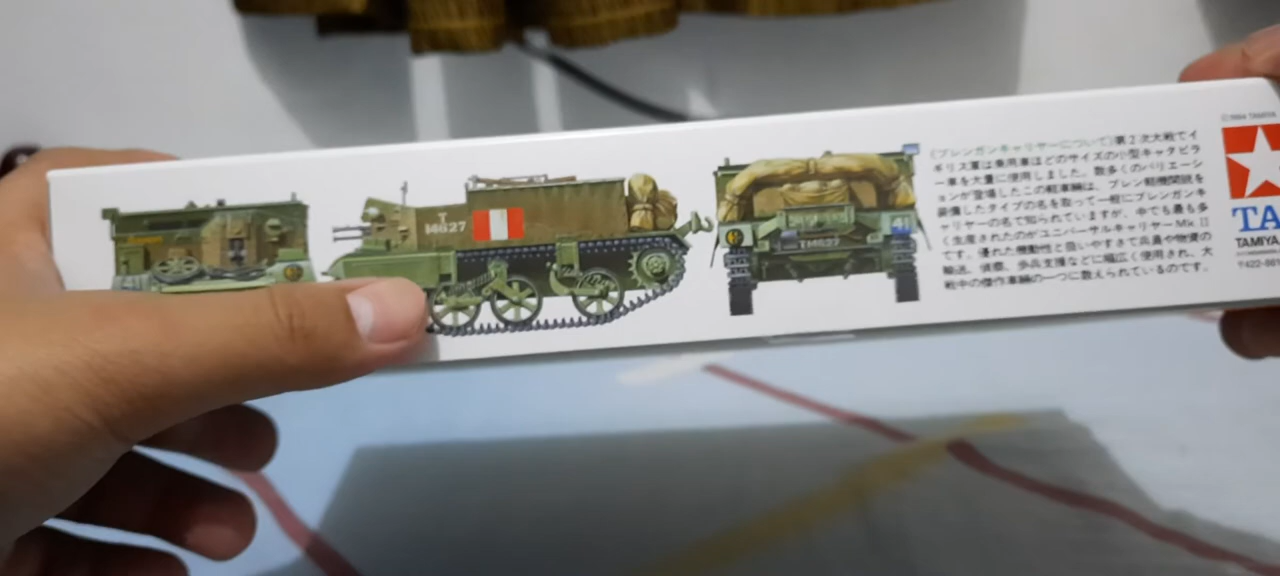 T
14627
41
TM627
《ブレンガンキャリヤーについて》第2次大戦でイ
ギリス軍は乗用車ほどのサイズの小型キャタピラ
ー車を大量に使用しました。数多くのバリエーシ
ョンが登場したこの軽車輛は、ブレン軽機関銃を
装備したタイプの名を取って一般にブレンガンキ
ャリヤーの名で知られていますが、中でも最も多
く生産されたのがユニバーサルキャリヤーMk.II
です。優れた機動性と扱いやすさで兵員や物資の
輸送、偵察、歩兵支援などに幅広く使用され、大
戦中の傑作車輛の一つに数えられているのです。
TA
TAMIYA
〒422-